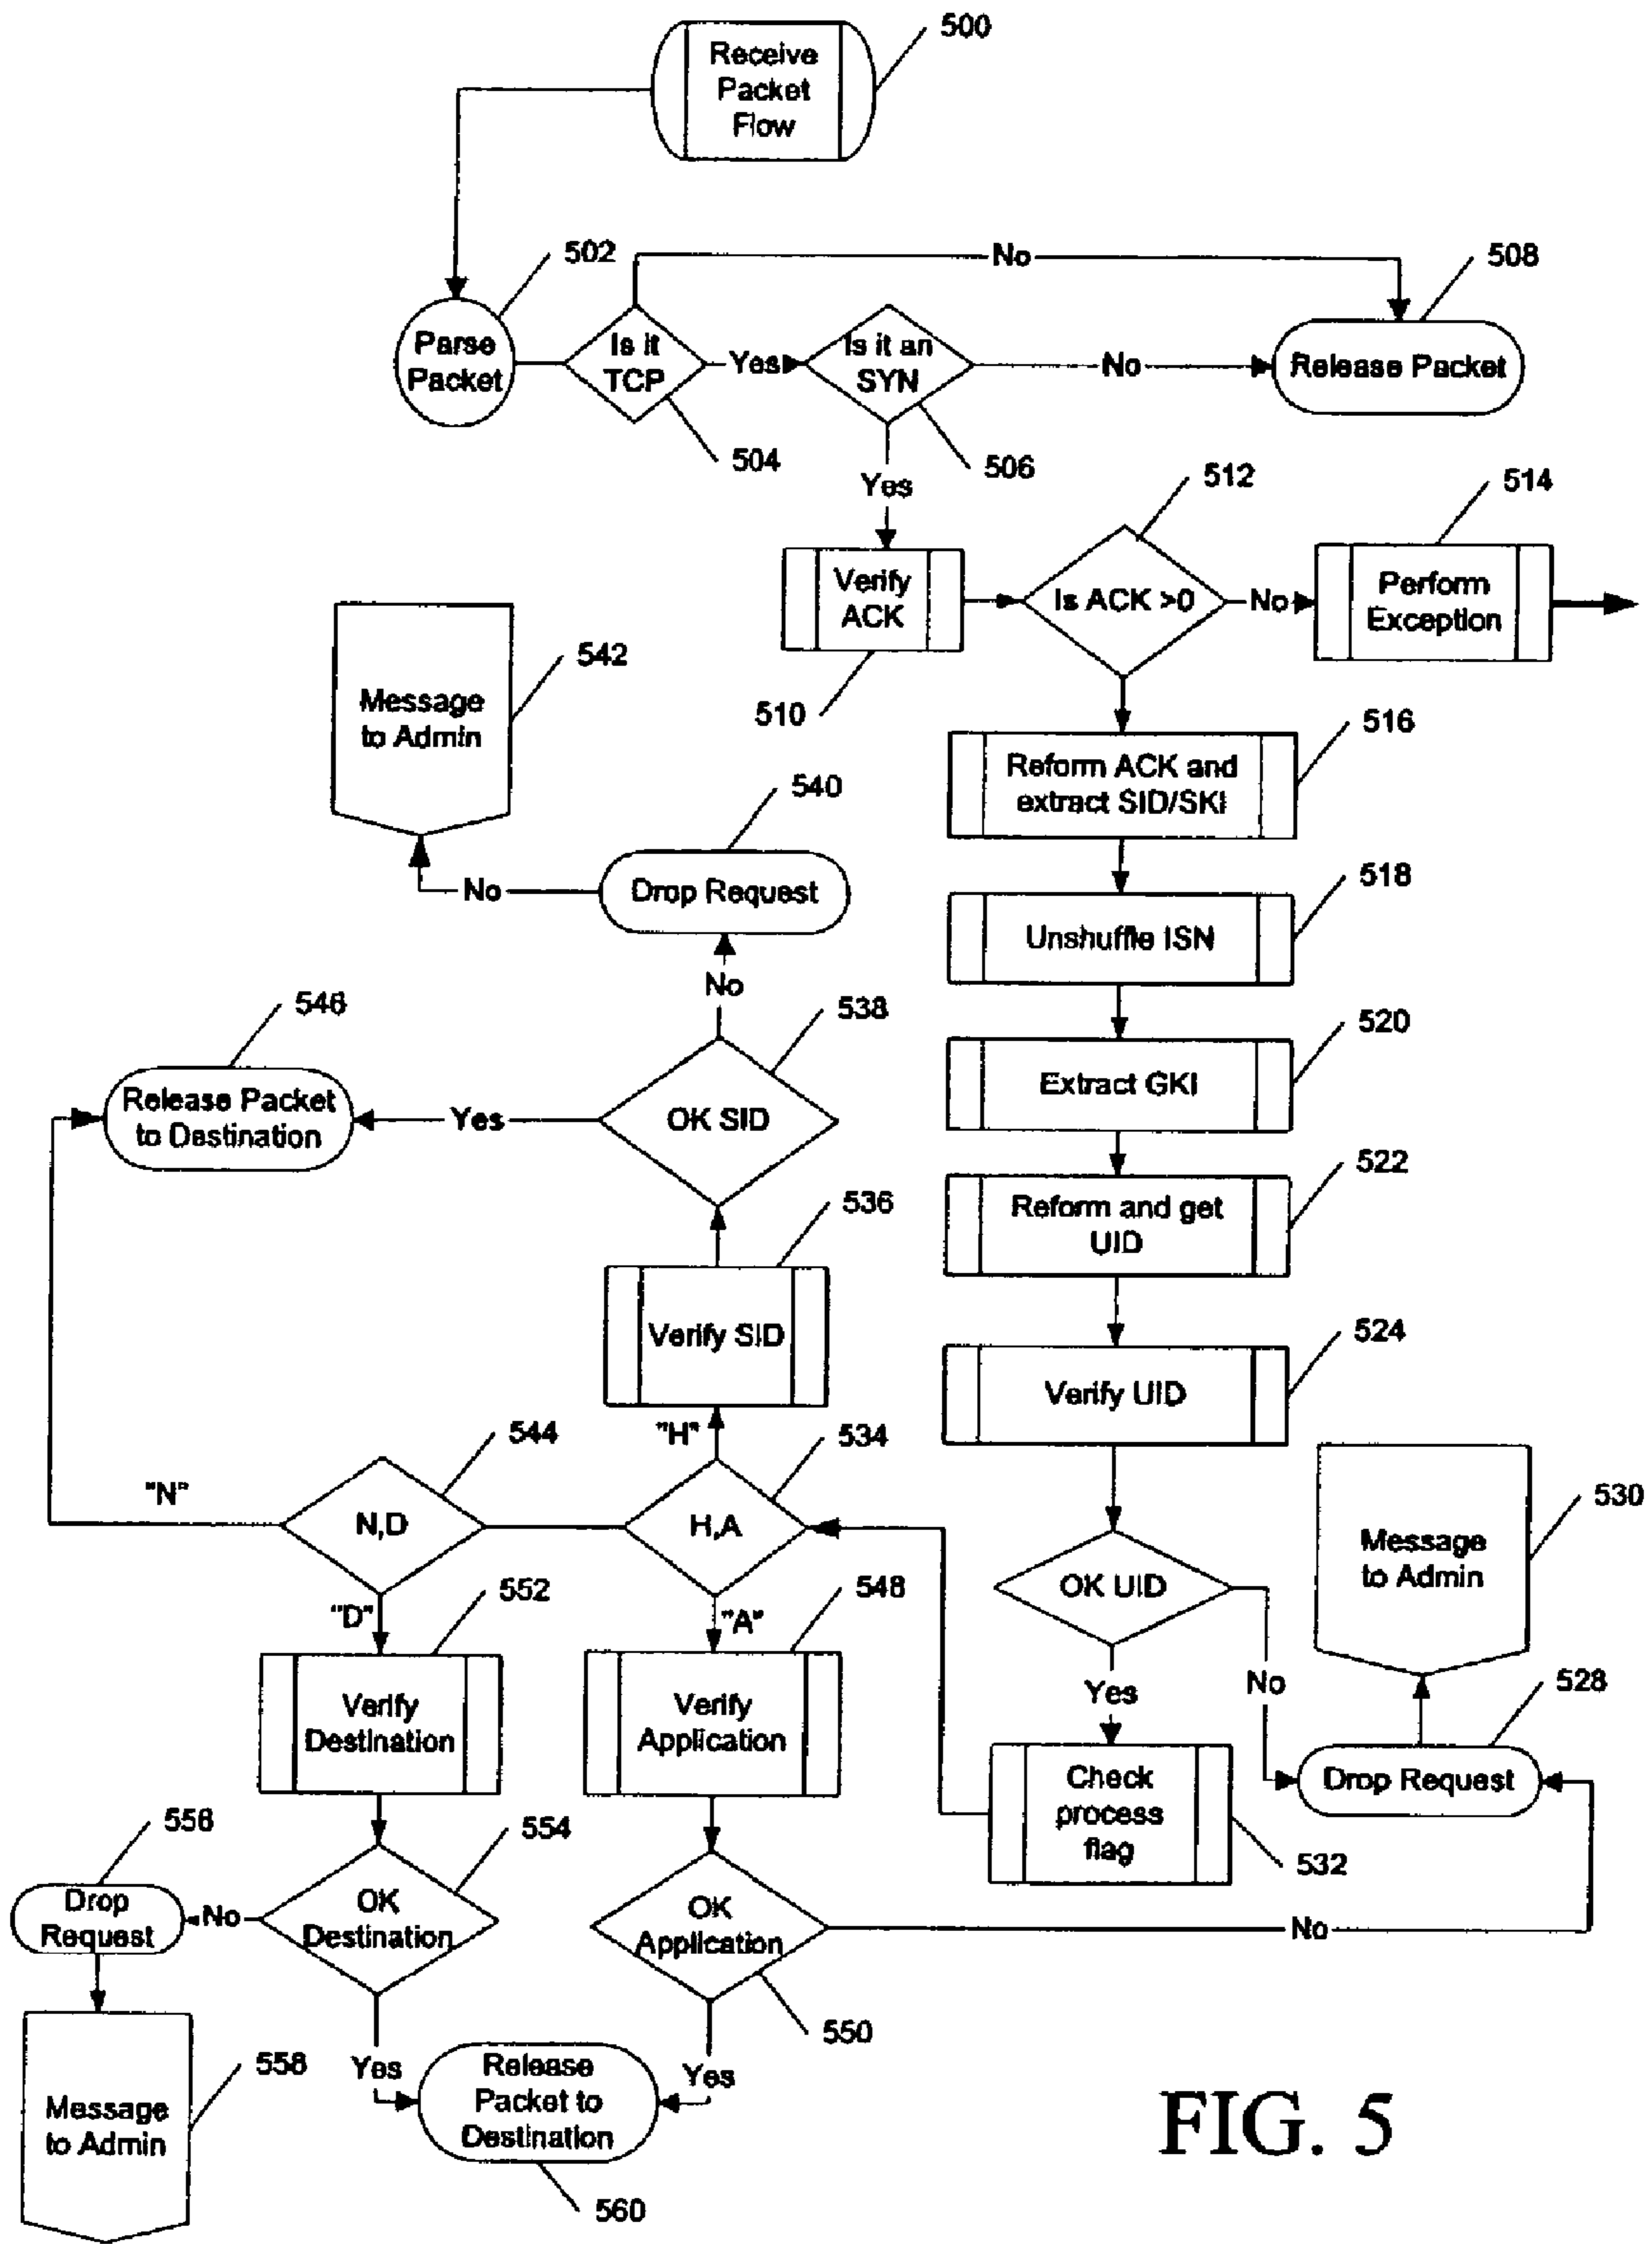 500
Receive
Packet
Flow
502
No
508
Parse
Packet
Is it
TCP
Yes
Is it an
SYN
No
Release Packet
504
506
Yes
512
514
Verify
ACK
Is ACK >0
No
Perform
Exception
510
542
Message
to Admin
516
Reform ACK and
extract SID/SKI
540
Drop Request
No
518
Unshuffle ISN
No
546
538
520
Extract GKI
Release Packet
to Destination
Yes
OK SID
522
Reform and get
UID
536
Verify SID
524
Verify UID
"H"
534
544
"N"
N,D
H,A
530
Message
to Admin
OK UID
"D"
552
"A"
548
No
528
Yes
Verify
Destination
Verify
Application
Check
process
flag
Drop Request
532
556
554
Drop
Request
No
OK
Destination
OK
Application
No
550
558
Yes
Yes
Message
to Admin
Release
Packet to
Destination
560
FIG. 5